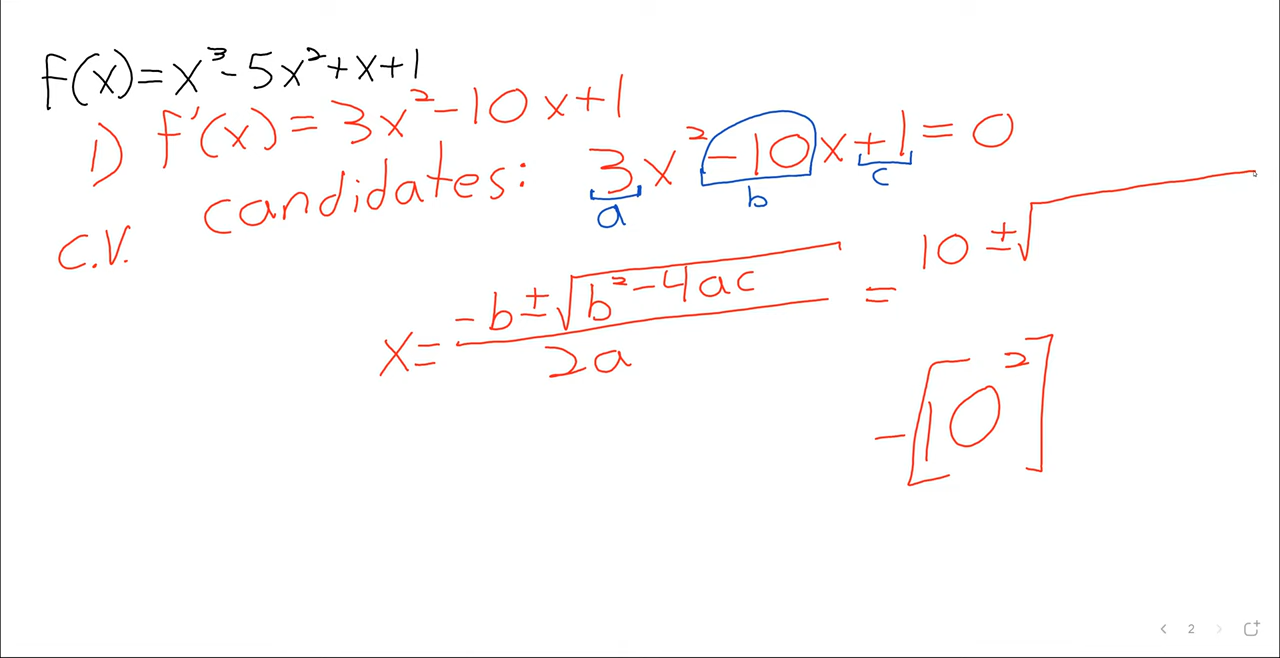 f(x)=x³-5x²+x+1
1) f'(x)=3x²-10x+1
candidates: 3x²-10x+1=0
a b c
C.V.
x= -b±√b²-4ac / 2a = 10±√
-[10²]
2